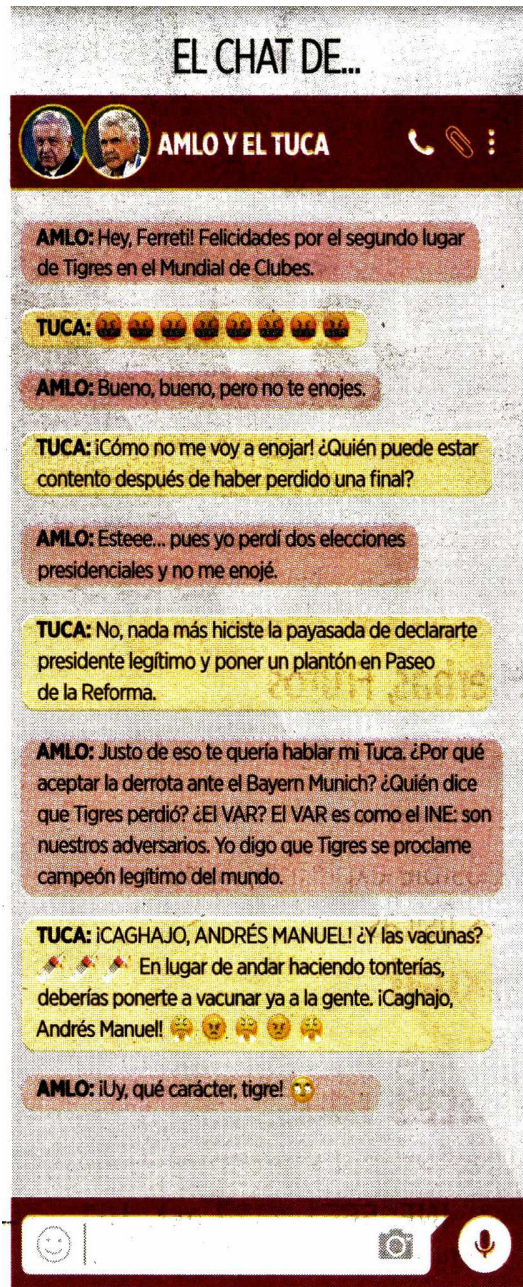 EL CHAT DE...
AMLO Y EL TUCA
AMLO: Hey, Ferreti! Felicidades por el segundo lugar
de Tigres en el Mundial de Clubes.
TUCA: 🤬 🤬 🤬 🤬 🤬 🤬 🤬 🤬
AMLO: Bueno, bueno, pero no te enojes.
TUCA: ¡Cómo no me voy a enojar! ¿Quién puede estar
contento después de haber perdido una final?
AMLO: Esteee... pues yo perdí dos elecciones
presidenciales y no me enojé.
TUCA: No, nada más hiciste la payasada de declararte
presidente legítimo y poner un plantón en Paseo
de la Reforma.
AMLO: Justo de eso te quería hablar mi Tuca. ¿Por qué
aceptar la derrota ante el Bayern Munich? ¿Quién dice
que Tigres perdió? ¿El VAR? El VAR es como el INE: son
nuestros adversarios. Yo digo que Tigres se proclame
campeón legítimo del mundo.
TUCA: ¡CAGHAJO, ANDRÉS MANUEL! ¿Y las vacunas?
💉 💉 💉 En lugar de andar haciendo tonterías,
deberías ponerte a vacunar ya a la gente. ¡Caghajo,
Andrés Manuel! 😤 😠 😤 😠 😤
AMLO: ¡Uy, qué carácter, tigre! 🙄